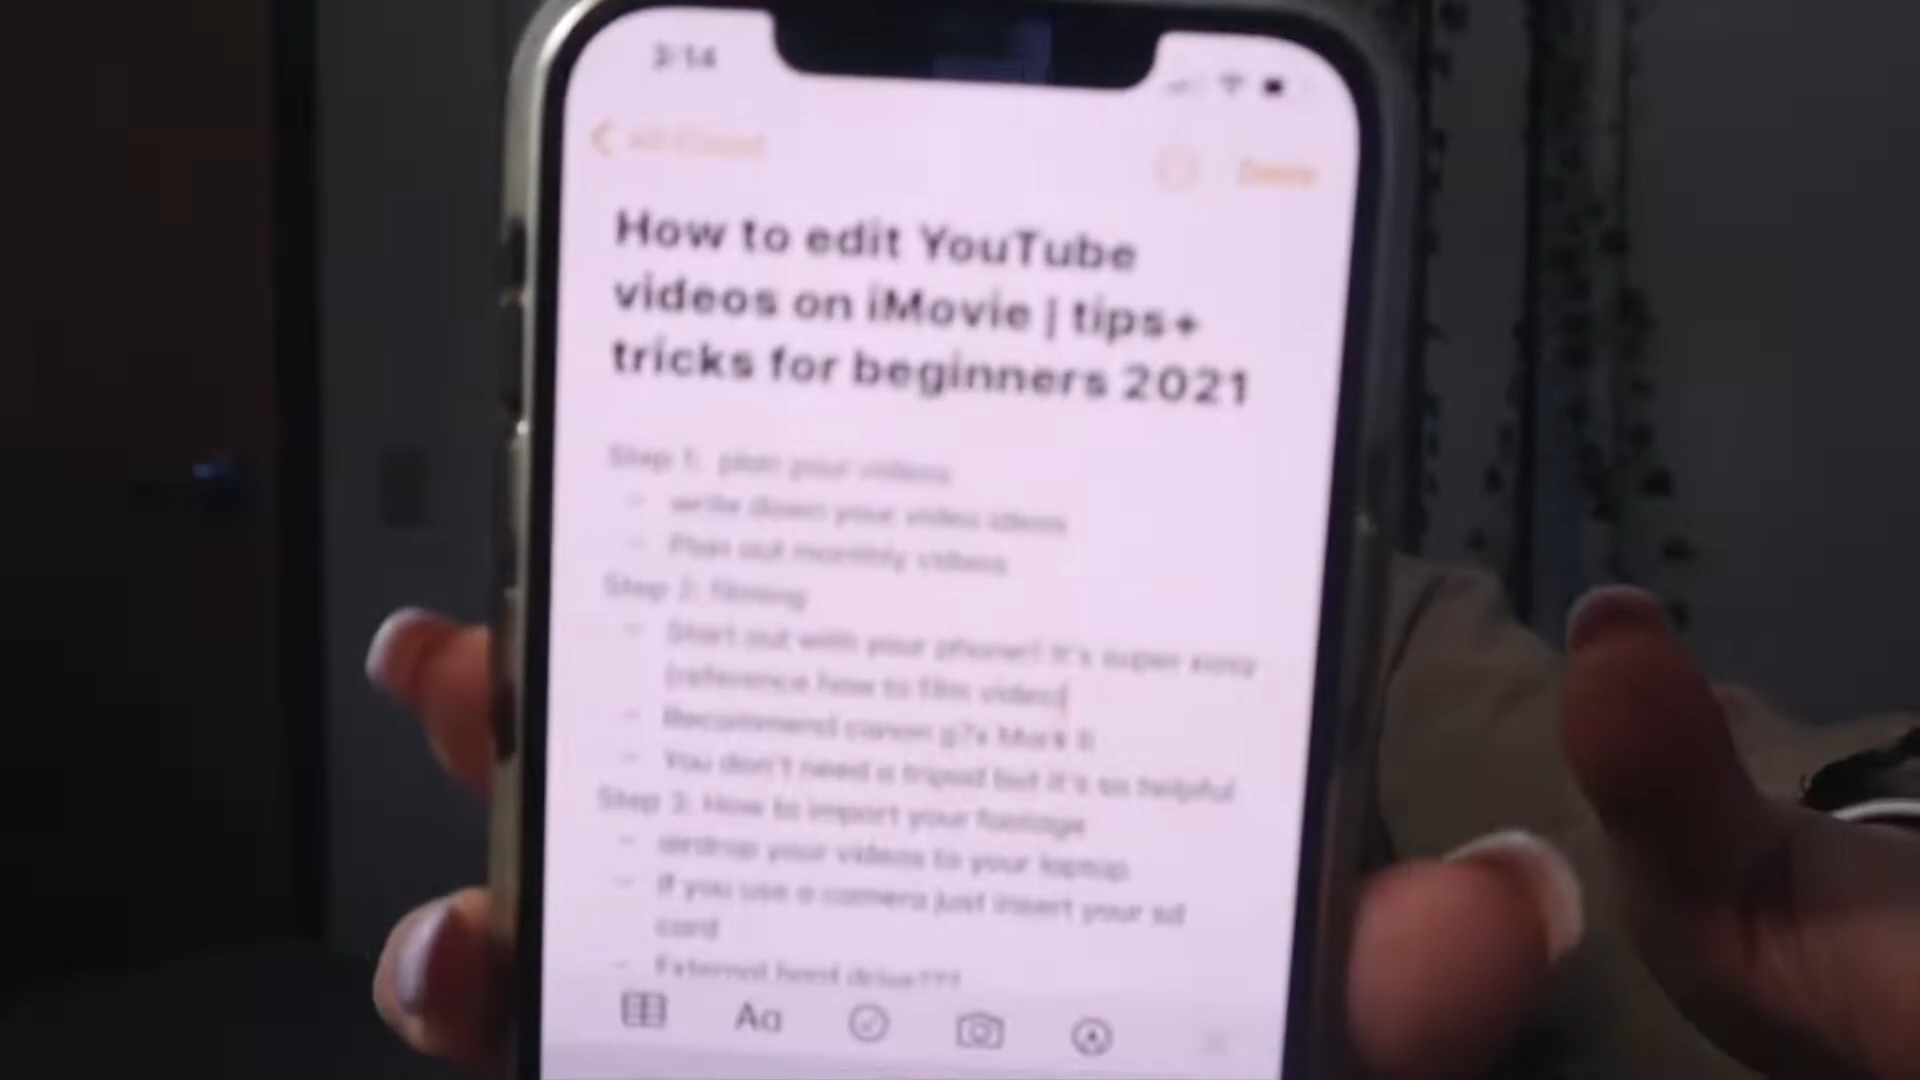 3:14
All iCloud
Done
How to edit YouTube
videos on iMovie | tips+
tricks for beginners 2021
Step 1: plan your videos
- write down your video ideas
- Plan out monthly videos
Step 2: filming
- Start out with your phone!! It's super easy
(reference how to film video)
- Recommend canon g7x Mark ii
- You don't need a tripod but it's so helpful
Step 3: How to import your footage
- airdrop your videos to your laptop
- If you use a camera just insert your sd
card
- External hard drive???
Aa